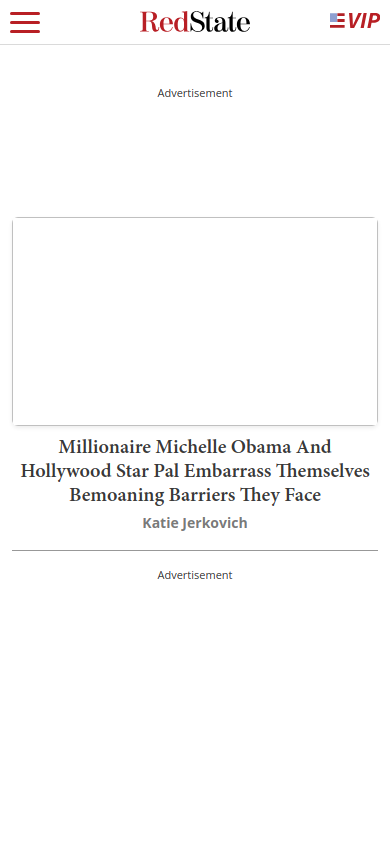 RedState
VIP
Advertisement
Millionaire Michelle Obama And
Hollywood Star Pal Embarrass Themselves
Bemoaning Barriers They Face
Katie Jerkovich
Advertisement